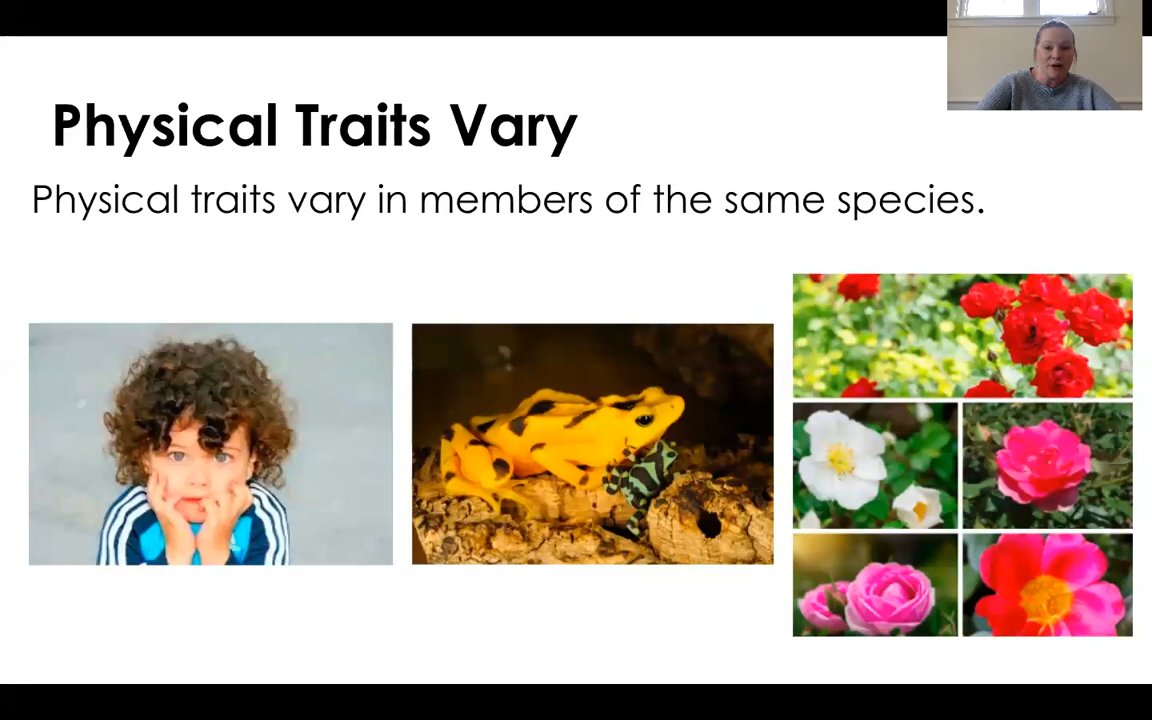 Physical Traits Vary
Physical traits vary in members of the same species.